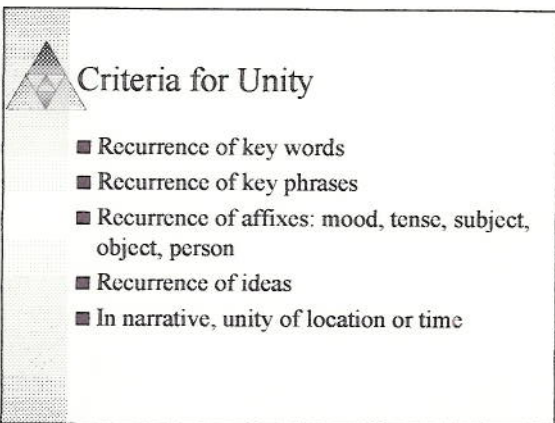 Criteria for Unity
■ Recurrence of key words
■ Recurrence of key phrases
■ Recurrence of affixes: mood, tense, subject,
object, person
■ Recurrence of ideas
■ In narrative, unity of location or time